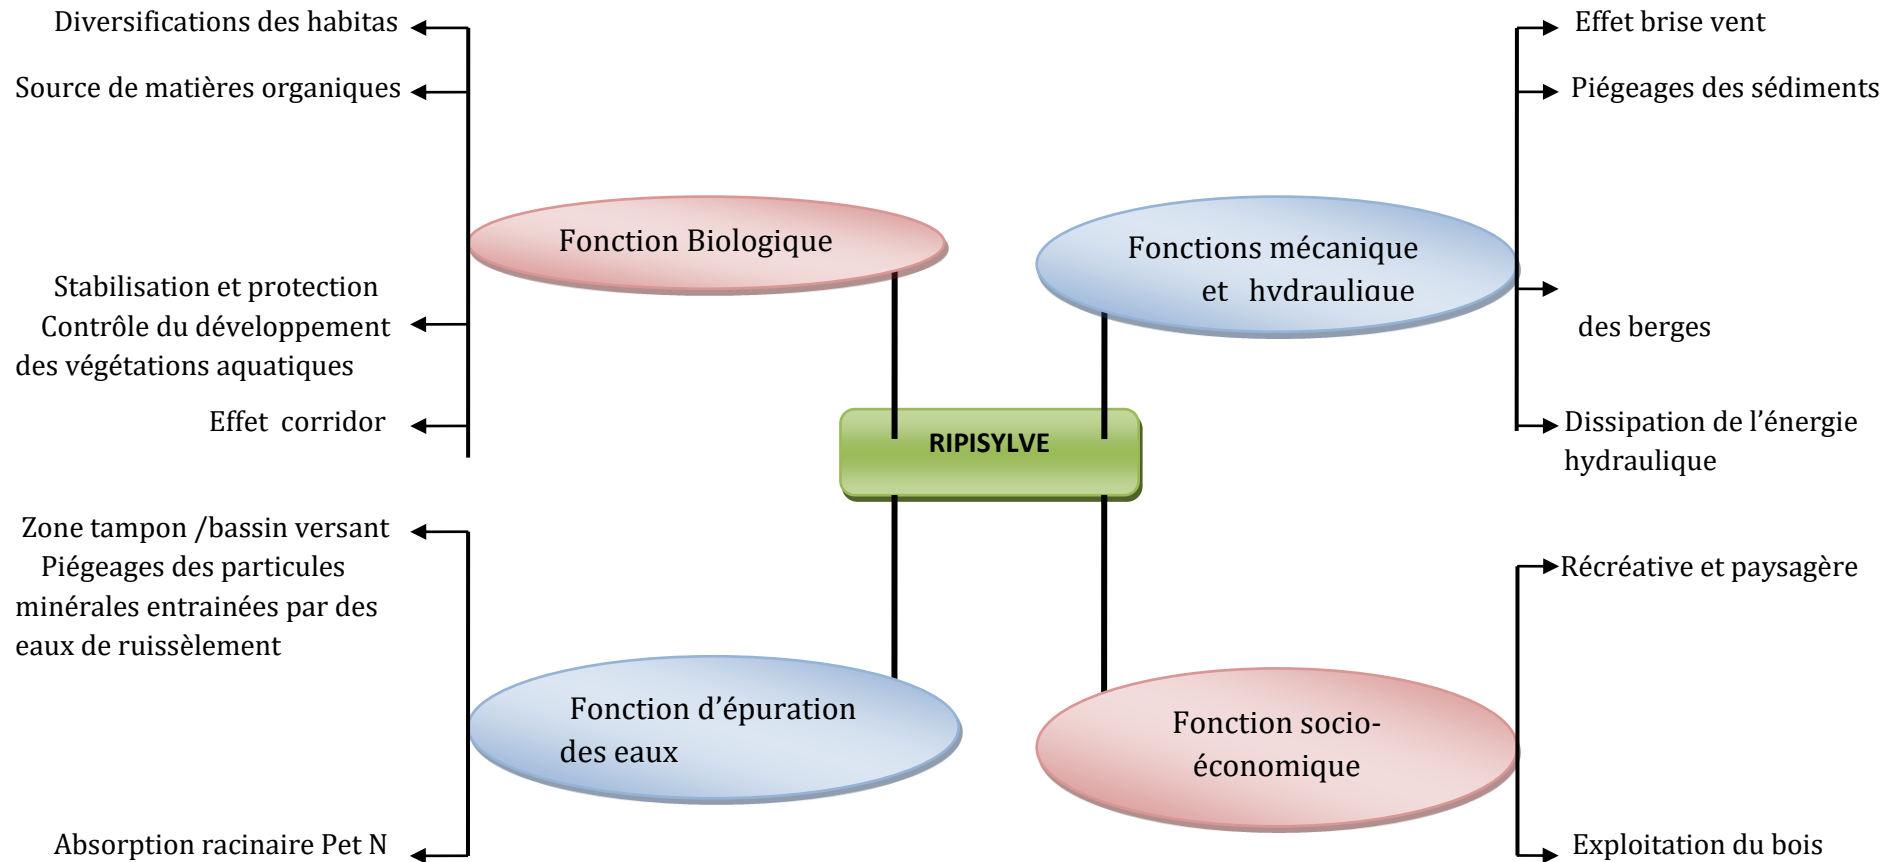 Diversifications des habitas
Source de matières organiques
Fonction Biologique
Stabilisation et protection
Contrôle du développement
des végétations aquatiques
Effet corridor
Effet brise vent
Piégeages des sédiments
Fonctions mécanique
et hydraulique
des berges
Dissipation de l'énergie
hydraulique
RIPISYLVE
Zone tampon /bassin versant
Piégeages des particules
minérales entrainées par des
eaux de ruissèlement
Fonction d'épuration
des eaux
Absorption racinaire Pet N
Récréative et paysagère
Fonction socio-
économique
Exploitation du bois